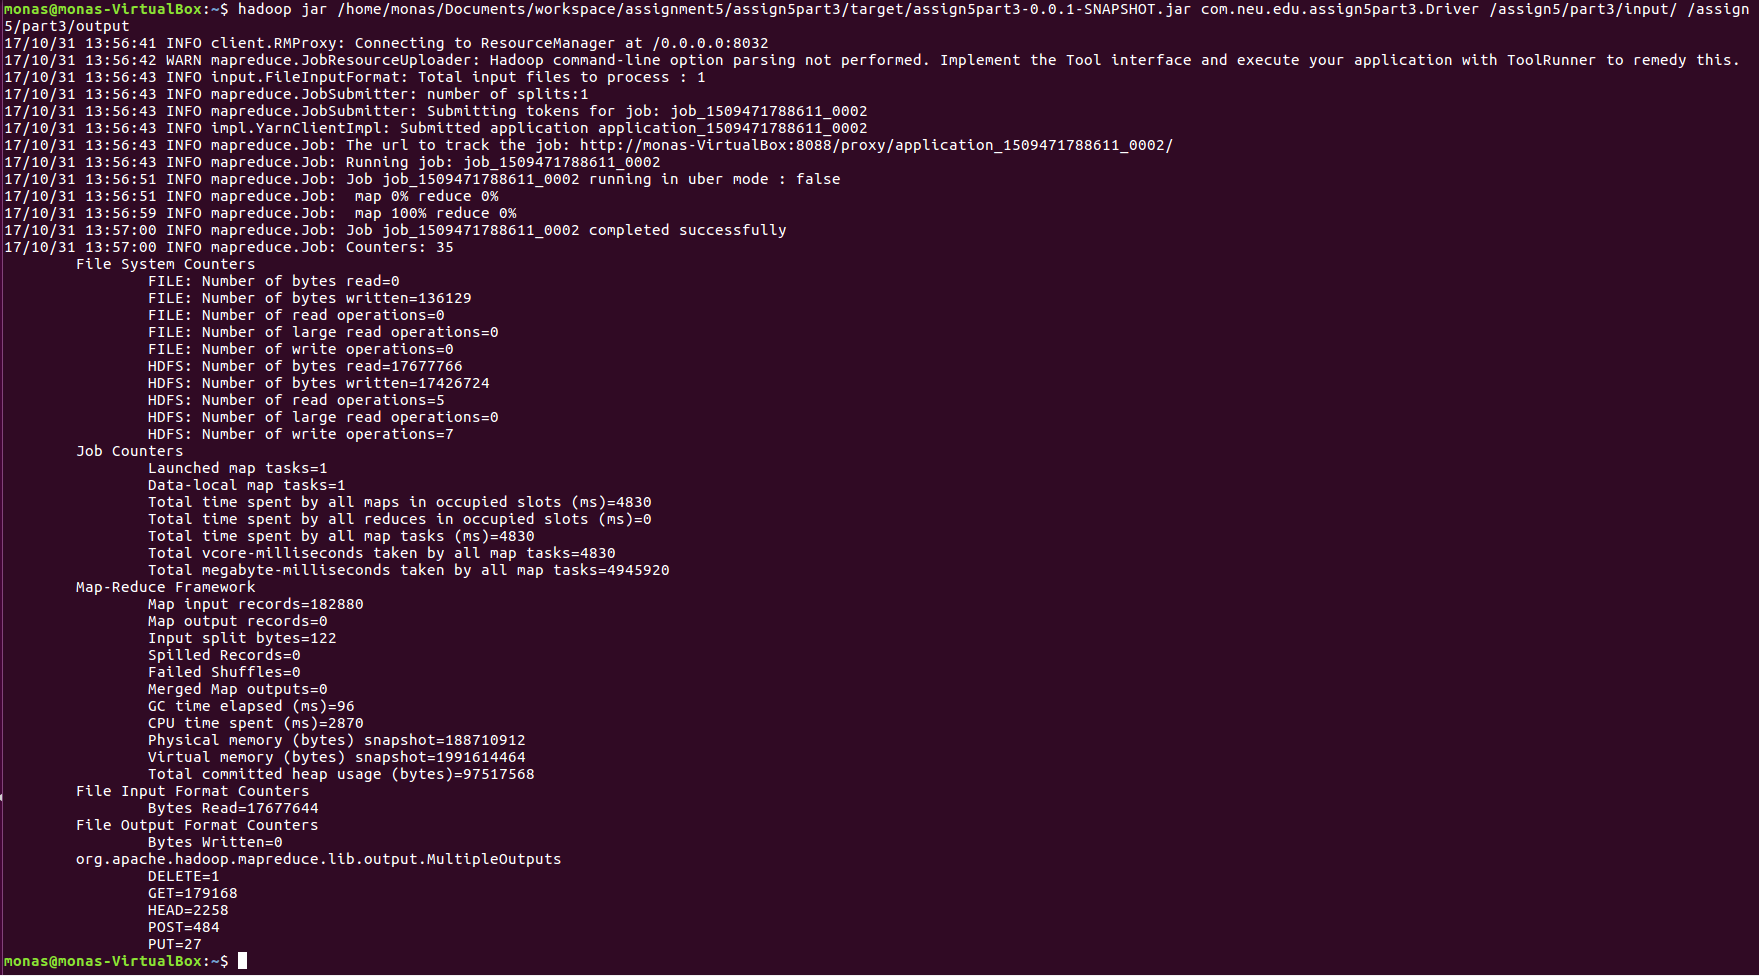 monas@monas-VirtualBox:~$ hadoop jar /home/monas/Documents/workspace/assignment5/assign5part3/target/assign5part3-0.0.1-SNAPSHOT.jar com.neu.edu.assign5part3.Driver /assign5/part3/input/ /assign
5/part3/output
17/10/31 13:56:41 INFO client.RMProxy: Connecting to ResourceManager at /0.0.0.0:8032
17/10/31 13:56:42 WARN mapreduce.JobResourceUploader: Hadoop command-line option parsing not performed. Implement the Tool interface and execute your application with ToolRunner to remedy this.
17/10/31 13:56:43 INFO input.FileInputFormat: Total input files to process : 1
17/10/31 13:56:43 INFO mapreduce.JobSubmitter: number of splits:1
17/10/31 13:56:43 INFO mapreduce.JobSubmitter: Submitting tokens for job: job_1509471788611_0002
17/10/31 13:56:43 INFO impl.YarnClientImpl: Submitted application application_1509471788611_0002
17/10/31 13:56:43 INFO mapreduce.Job: The url to track the job: http://monas-VirtualBox:8088/proxy/application_1509471788611_0002/
17/10/31 13:56:43 INFO mapreduce.Job: Running job: job_1509471788611_0002
17/10/31 13:56:51 INFO mapreduce.Job: Job job_1509471788611_0002 running in uber mode : false
17/10/31 13:56:51 INFO mapreduce.Job:  map 0% reduce 0%
17/10/31 13:56:59 INFO mapreduce.Job:  map 100% reduce 0%
17/10/31 13:57:00 INFO mapreduce.Job: Job job_1509471788611_0002 completed successfully
17/10/31 13:57:00 INFO mapreduce.Job: Counters: 35
File System Counters
FILE: Number of bytes read=0
FILE: Number of bytes written=136129
FILE: Number of read operations=0
FILE: Number of large read operations=0
FILE: Number of write operations=0
HDFS: Number of bytes read=17677766
HDFS: Number of bytes written=17426724
HDFS: Number of read operations=5
HDFS: Number of large read operations=0
HDFS: Number of write operations=7
Job Counters
Launched map tasks=1
Data-local map tasks=1
Total time spent by all maps in occupied slots (ms)=4830
Total time spent by all reduces in occupied slots (ms)=0
Total time spent by all map tasks (ms)=4830
Total vcore-milliseconds taken by all map tasks=4830
Total megabyte-milliseconds taken by all map tasks=4945920
Map-Reduce Framework
Map input records=182880
Map output records=0
Input split bytes=122
Spilled Records=0
Failed Shuffles=0
Merged Map outputs=0
GC time elapsed (ms)=96
CPU time spent (ms)=2870
Physical memory (bytes) snapshot=188710912
Virtual memory (bytes) snapshot=1991614464
Total committed heap usage (bytes)=97517568
File Input Format Counters
Bytes Read=17677644
File Output Format Counters
Bytes Written=0
org.apache.hadoop.mapreduce.lib.output.MultipleOutputs
DELETE=1
GET=179168
HEAD=2258
POST=484
PUT=27
monas@monas-VirtualBox:~$